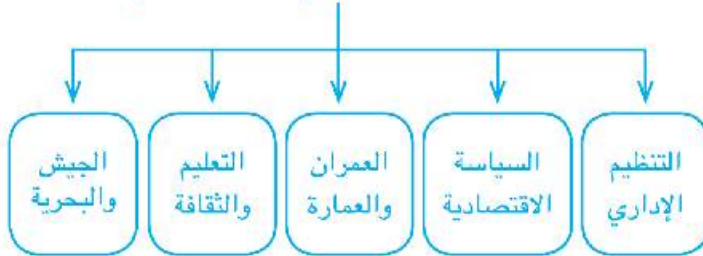 التنظيم
الإداري
السياسة
الاقتصادية
العمران
والعمارة
التعليم
والثقافة
الجيش
والبحرية